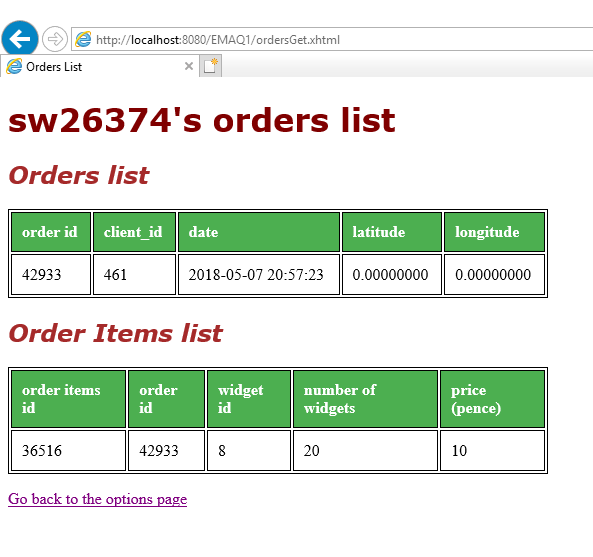 http://localhost:8080/EMAQ1/ordersGet.xhtml
Orders List
sw26374's orders list
Orders list
order id client_id date latitude longitude
42933 461 2018-05-07 20:57:23 0.00000000 0.00000000
Order Items list
order items id order id widget id number of widgets price (pence)
36516 42933 8 20 10
Go back to the options page